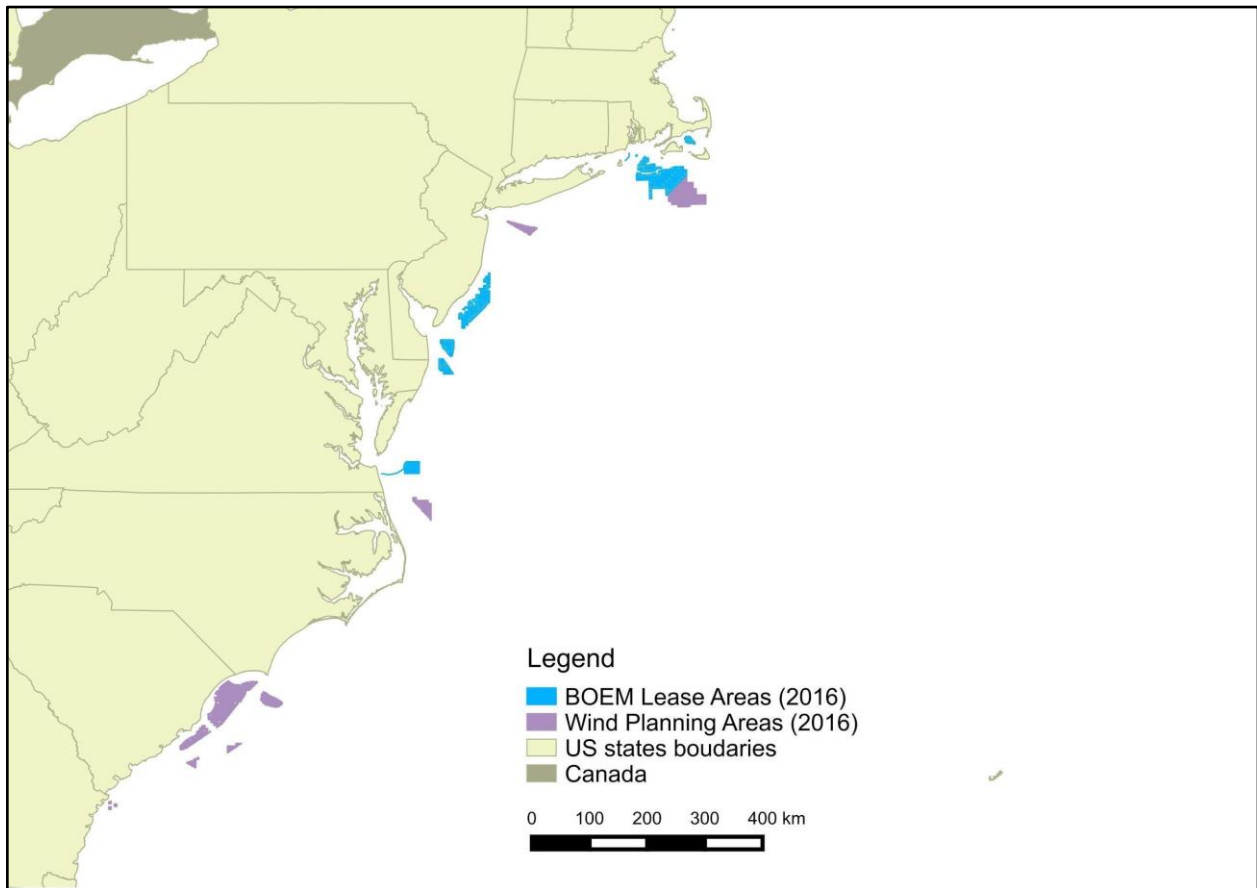 Legend
BOEM Lease Areas (2016)
Wind Planning Areas (2016)
US states boudaries
Canada
0 100 200 300 400 km